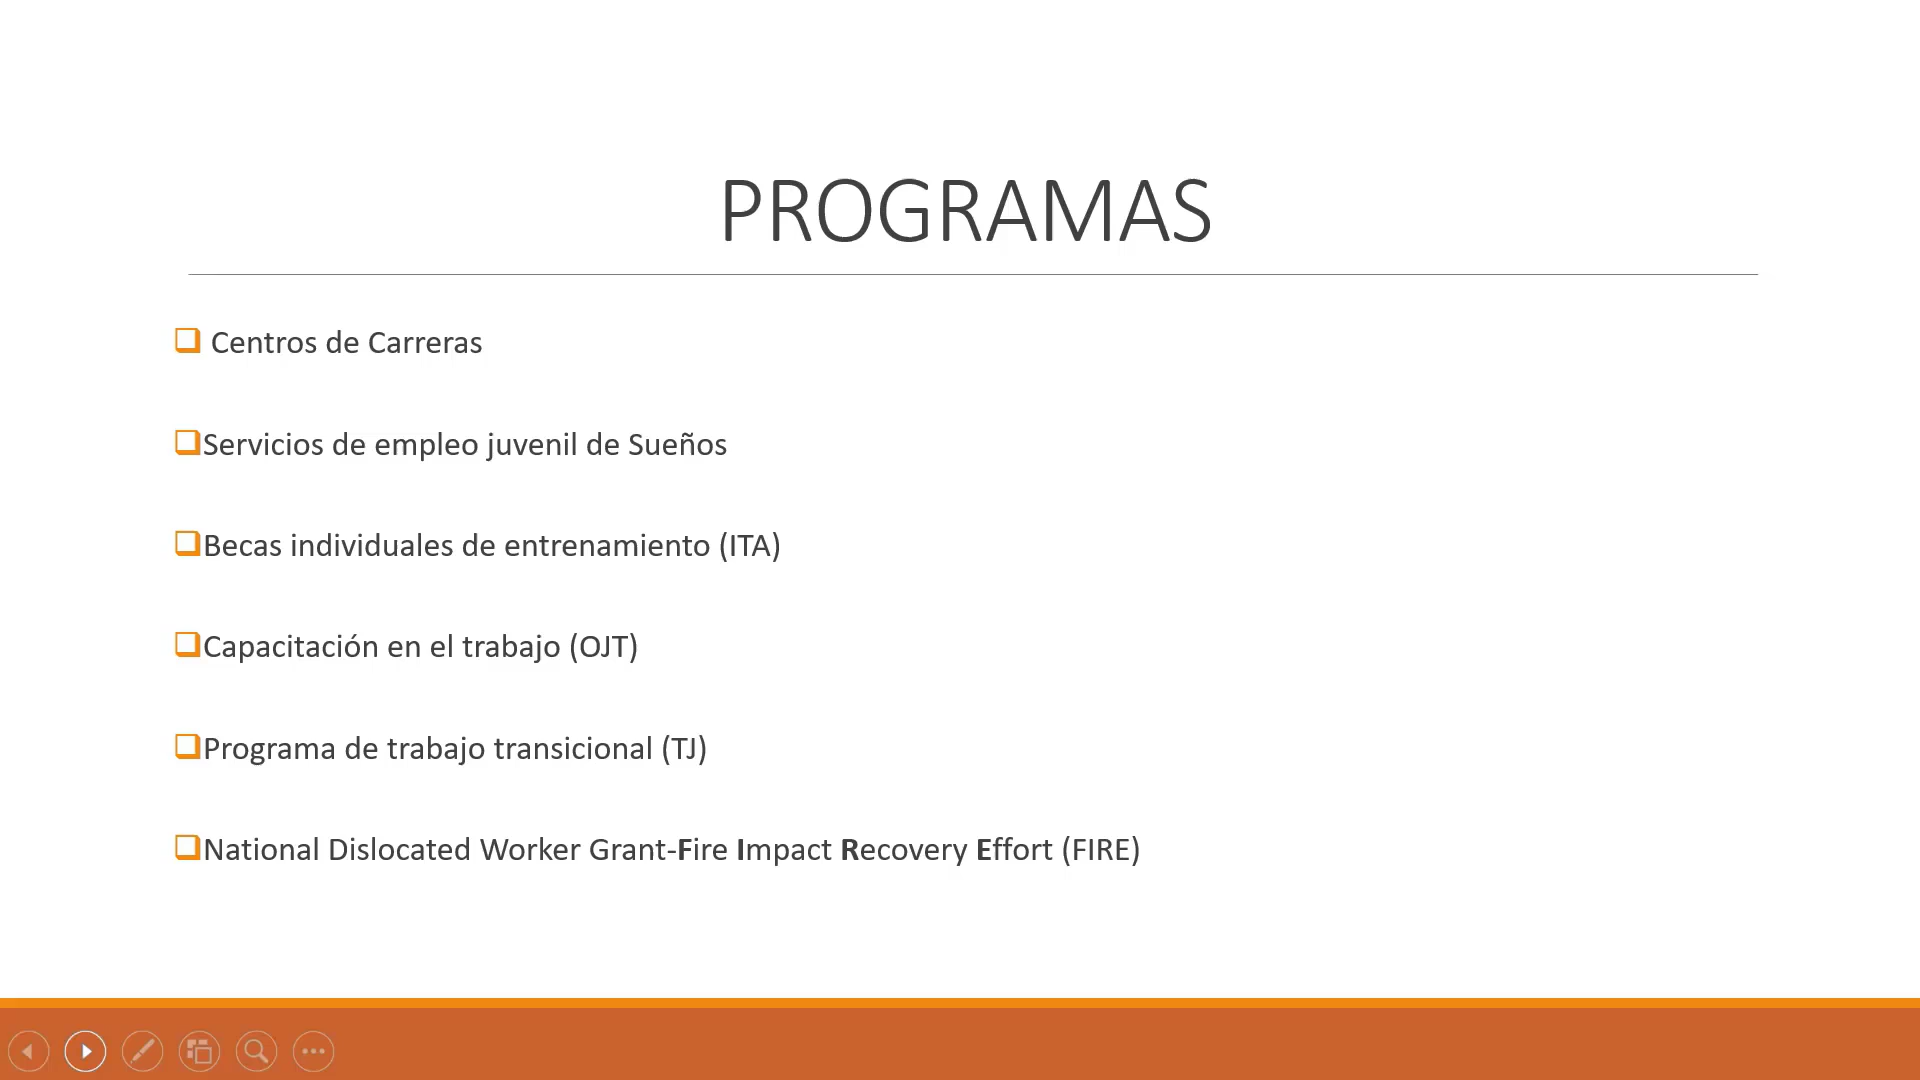 PROGRAMAS
Centros de Carreras
Servicios de empleo juvenil de Sueños
Becas individuales de entrenamiento (ITA)
Capacitación en el trabajo (OJT)
Programa de trabajo transicional (TJ)
National Dislocated Worker Grant-Fire Impact Recovery Effort (FIRE)